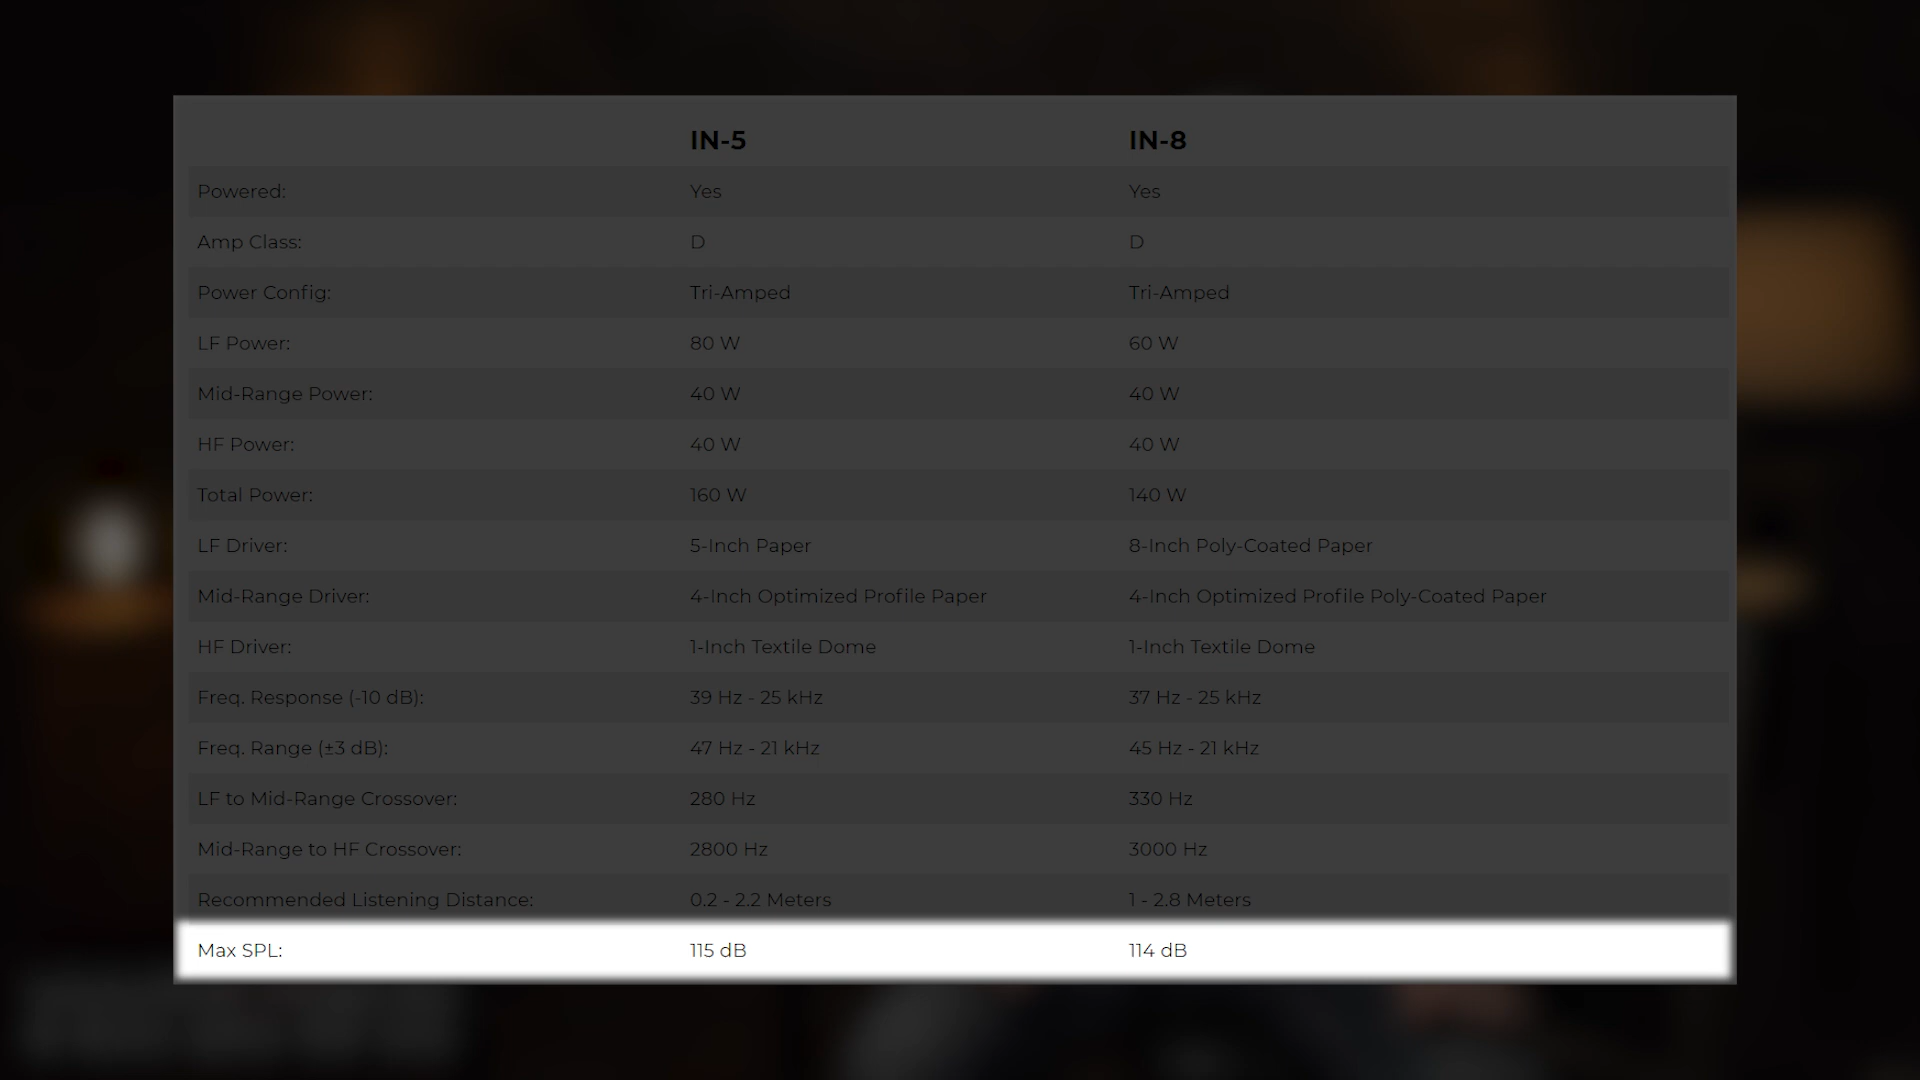 IN-5 IN-8
Powered: Yes Yes
Amp Class: D D
Power Config: Tri-Amped Tri-Amped
LF Power: 80 W 60 W
Mid-Range Power: 40 W 40 W
HF Power: 40 W 40 W
Total Power: 160 W 140 W
LF Driver: 5-Inch Paper 8-Inch Poly-Coated Paper
Mid-Range Driver: 4-Inch Optimized Profile Paper 4-Inch Optimized Profile Poly-Coated Paper
HF Driver: 1-Inch Textile Dome 1-Inch Textile Dome
Freq. Response (-10 dB): 39 Hz - 25 kHz 37 Hz - 25 kHz
Freq. Range (±3 dB): 47 Hz - 21 kHz 45 Hz - 21 kHz
LF to Mid-Range Crossover: 280 Hz 330 Hz
Mid-Range to HF Crossover: 2800 Hz 3000 Hz
Recommended Listening Distance: 0.2 - 2.2 Meters 1 - 2.8 Meters
Max SPL: 115 dB 114 dB